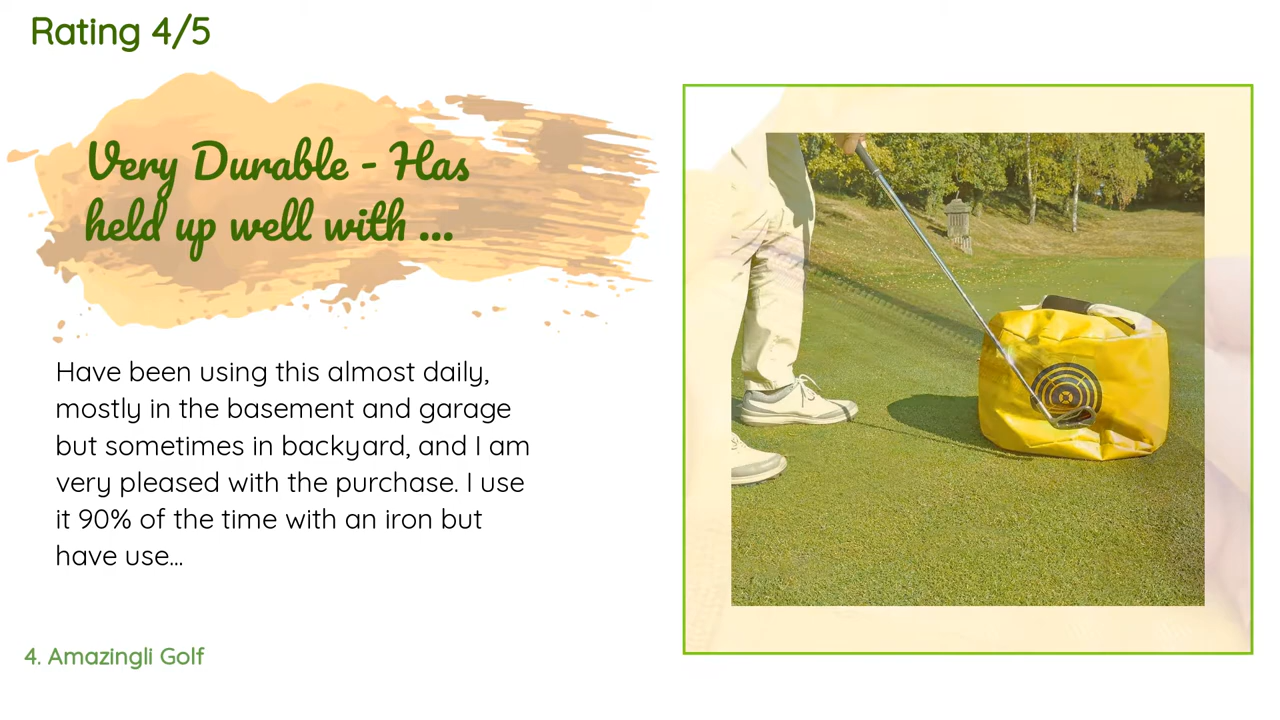 Rating 4/5
Very Durable - Has
held up well with ...
Have been using this almost daily,
mostly in the basement and garage
but sometimes in backyard, and I am
very pleased with the purchase. I use
it 90% of the time with an iron but
have use...
4. Amazingli Golf